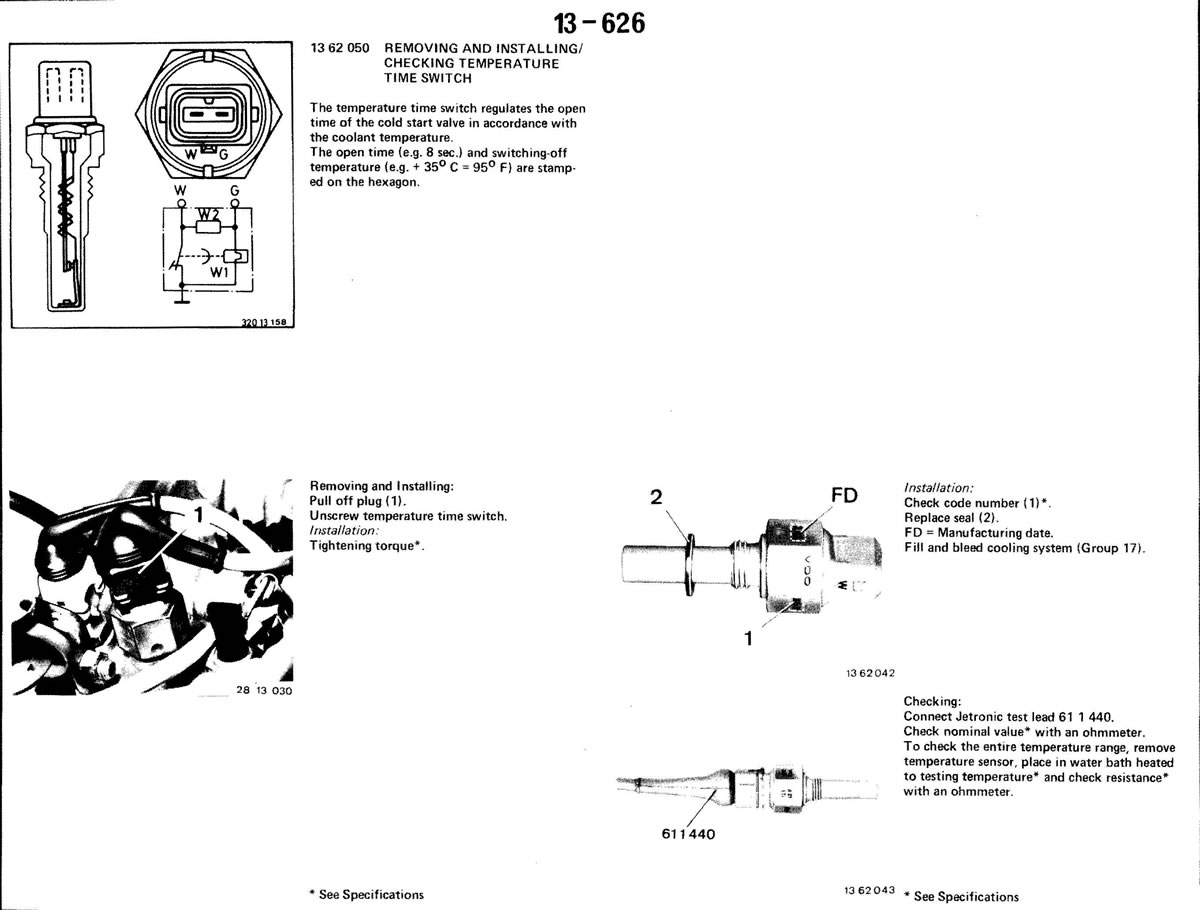 13-626
13 62 050 REMOVING AND INSTALLING/
CHECKING TEMPERATURE
TIME SWITCH
The temperature time switch regulates the open
time of the cold start valve in accordance with
the coolant temperature.
The open time (e.g. 8 sec.) and switching-off
temperature (e.g. + 35° C = 95° F) are stamp-
ed on the hexagon.
W G
W G
W2
W1
320 13 158
Removing and Installing:
Pull off plug (1).
Unscrew temperature time switch.
Installation:
Tightening torque*.
1
28 13 030
* See Specifications
2 FD
1
13 62 042
Installation:
Check code number (1)*.
Replace seal (2).
FD = Manufacturing date.
Fill and bleed cooling system (Group 17).
Checking:
Connect Jetronic test lead 61 1 440.
Check nominal value* with an ohmmeter.
To check the entire temperature range, remove
temperature sensor, place in water bath heated
to testing temperature* and check resistance*
with an ohmmeter.
611440
13 62 043
* See Specifications